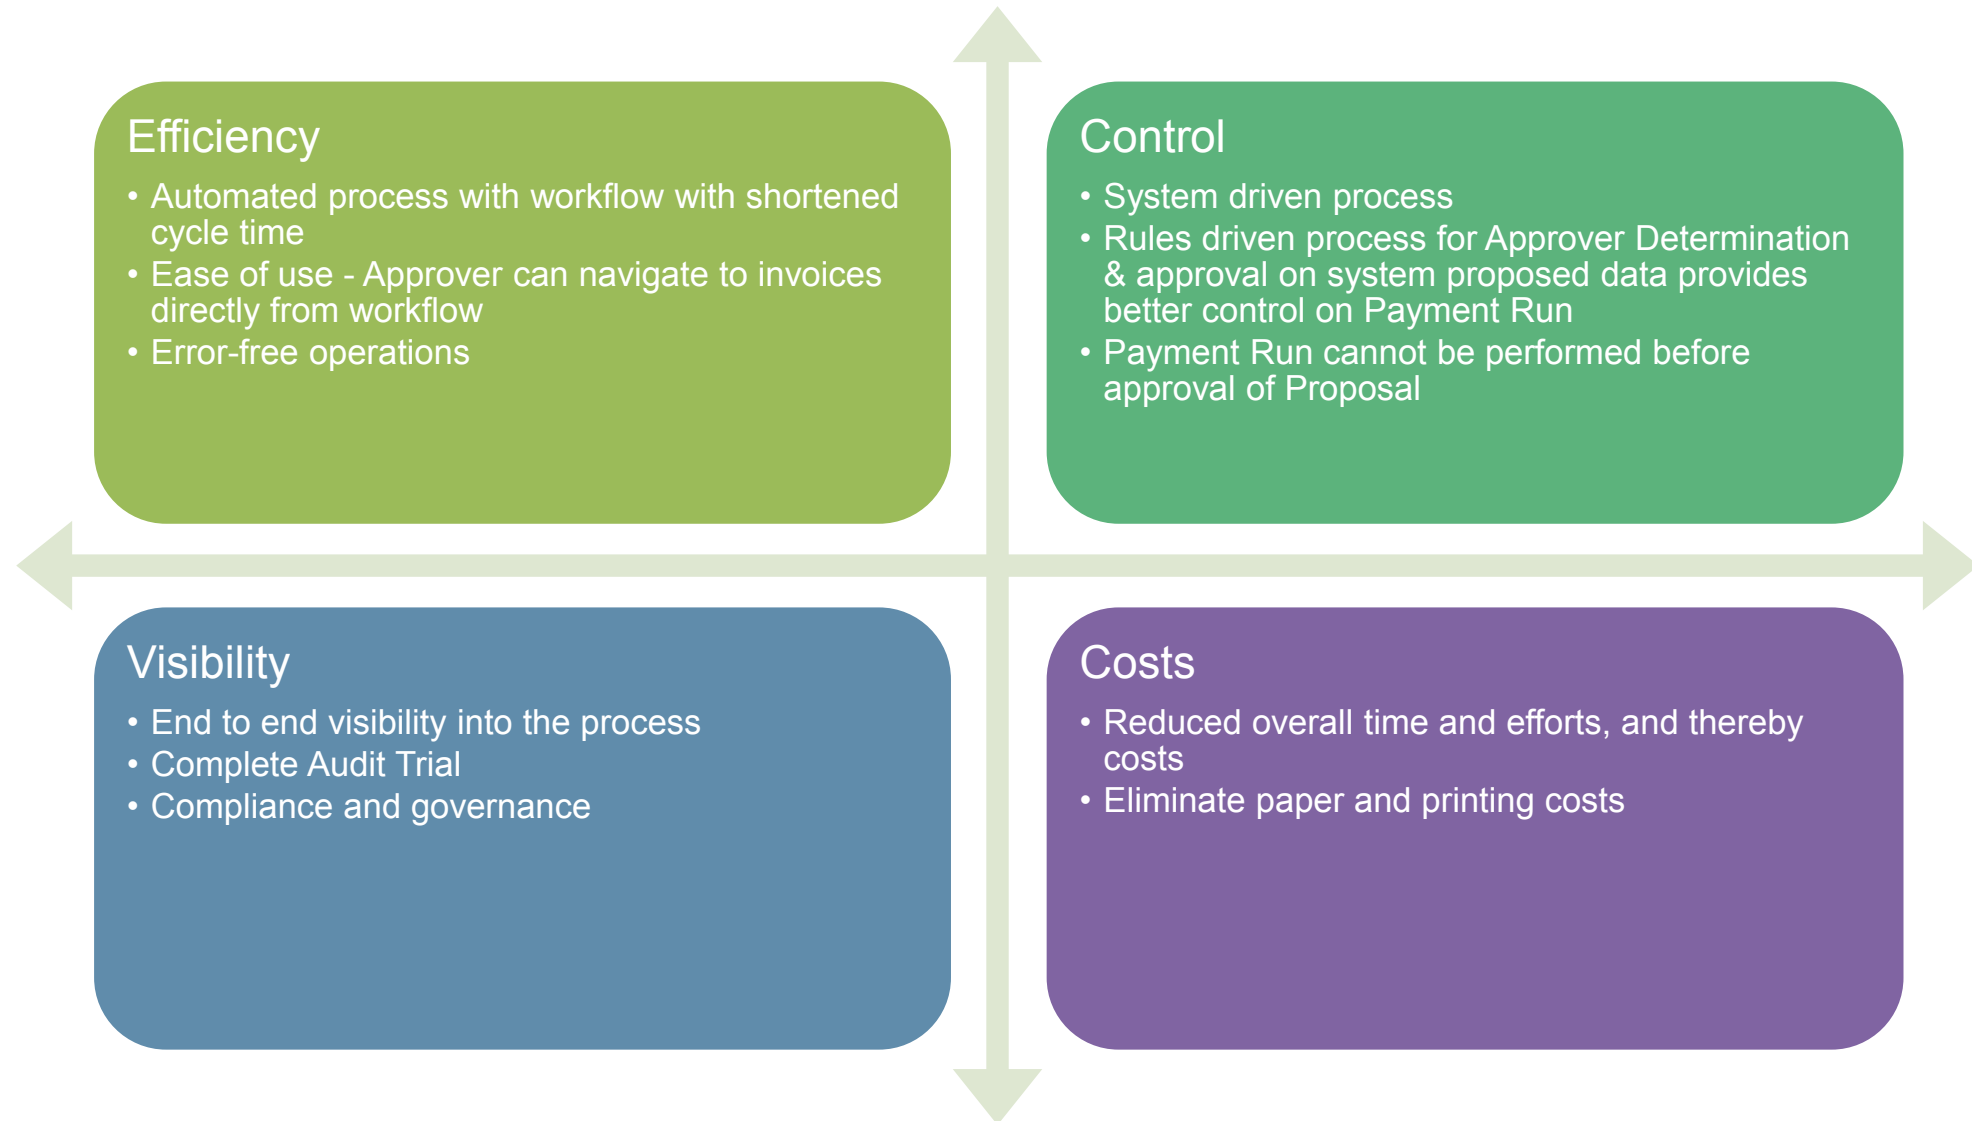 Efficiency
• Automated process with workflow with shortened
cycle time
• Ease of use - Approver can navigate to invoices
directly from workflow
• Error-free operations
Control
• System driven process
• Rules driven process for Approver Determination
& approval on system proposed data provides
better control on Payment Run
• Payment Run cannot be performed before
approval of Proposal
Visibility
• End to end visibility into the process
• Complete Audit Trial
• Compliance and governance
Costs
• Reduced overall time and efforts, and thereby
costs
• Eliminate paper and printing costs